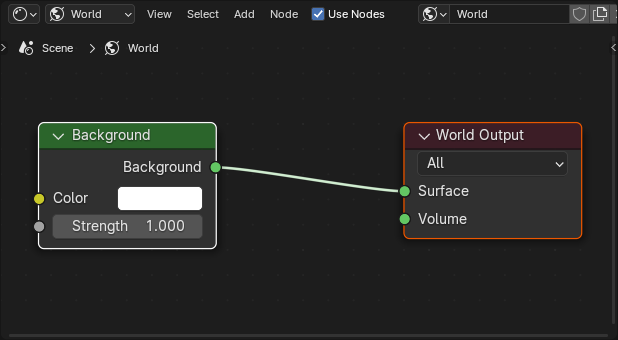 World View Select Add Node Use Nodes World
Scene > World
Background
Background
Color
Strength 1.000
World Output
All
Surface
Volume